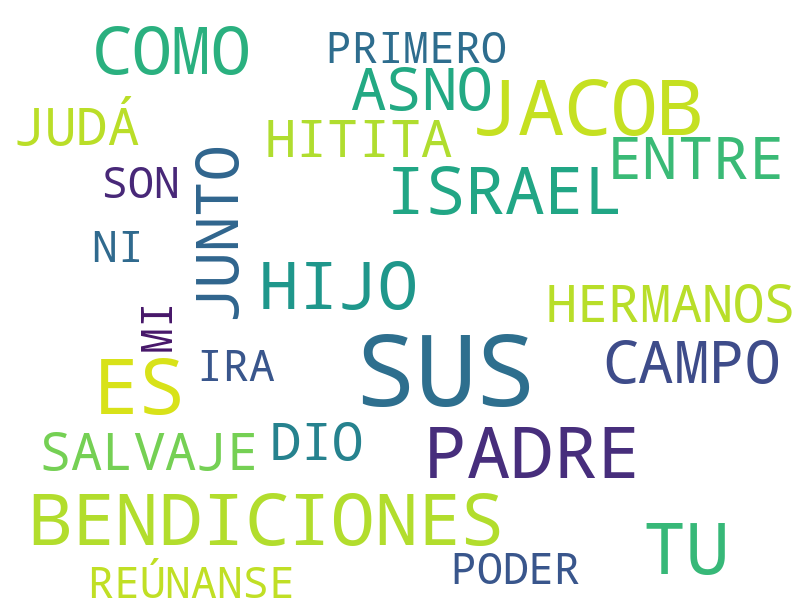 COMO
PRIMERO
ASNO
JACOB
JUDÁ
HITITA
ENTRE
SON
JUNTO
ISRAEL
NI
HIJO
HERMANOS
MI
SUS
IRA
CAMPO
ES
SALVAJE
DIO
PADRE
BENDICIONES
TU
REÚNANSE
PODER